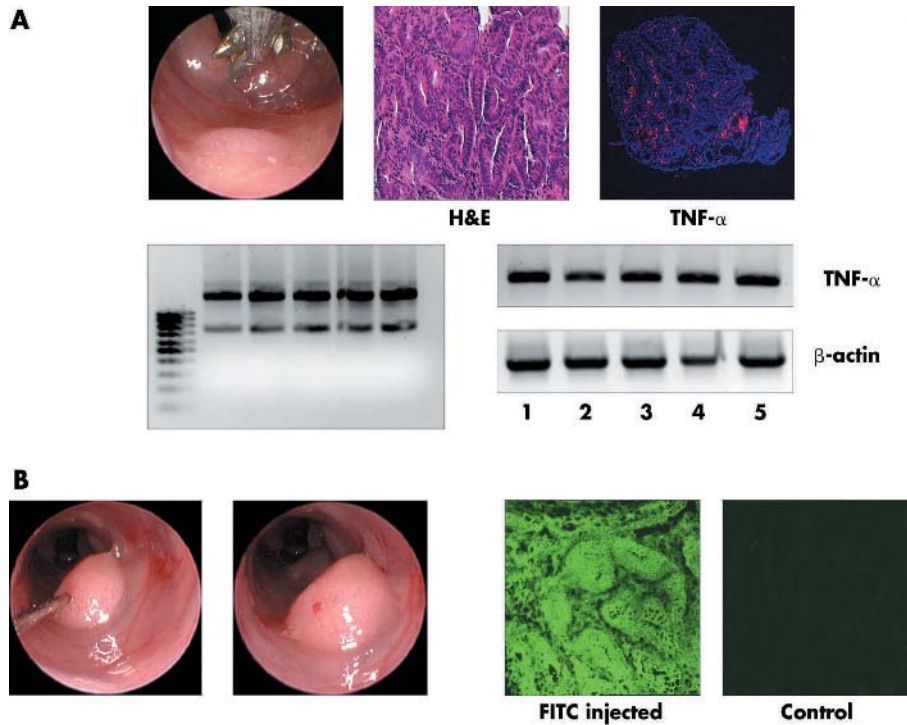 A
H&E
TNF-α
TNF-α
β-actin
1 2 3 4 5
B
FITC injected
Control